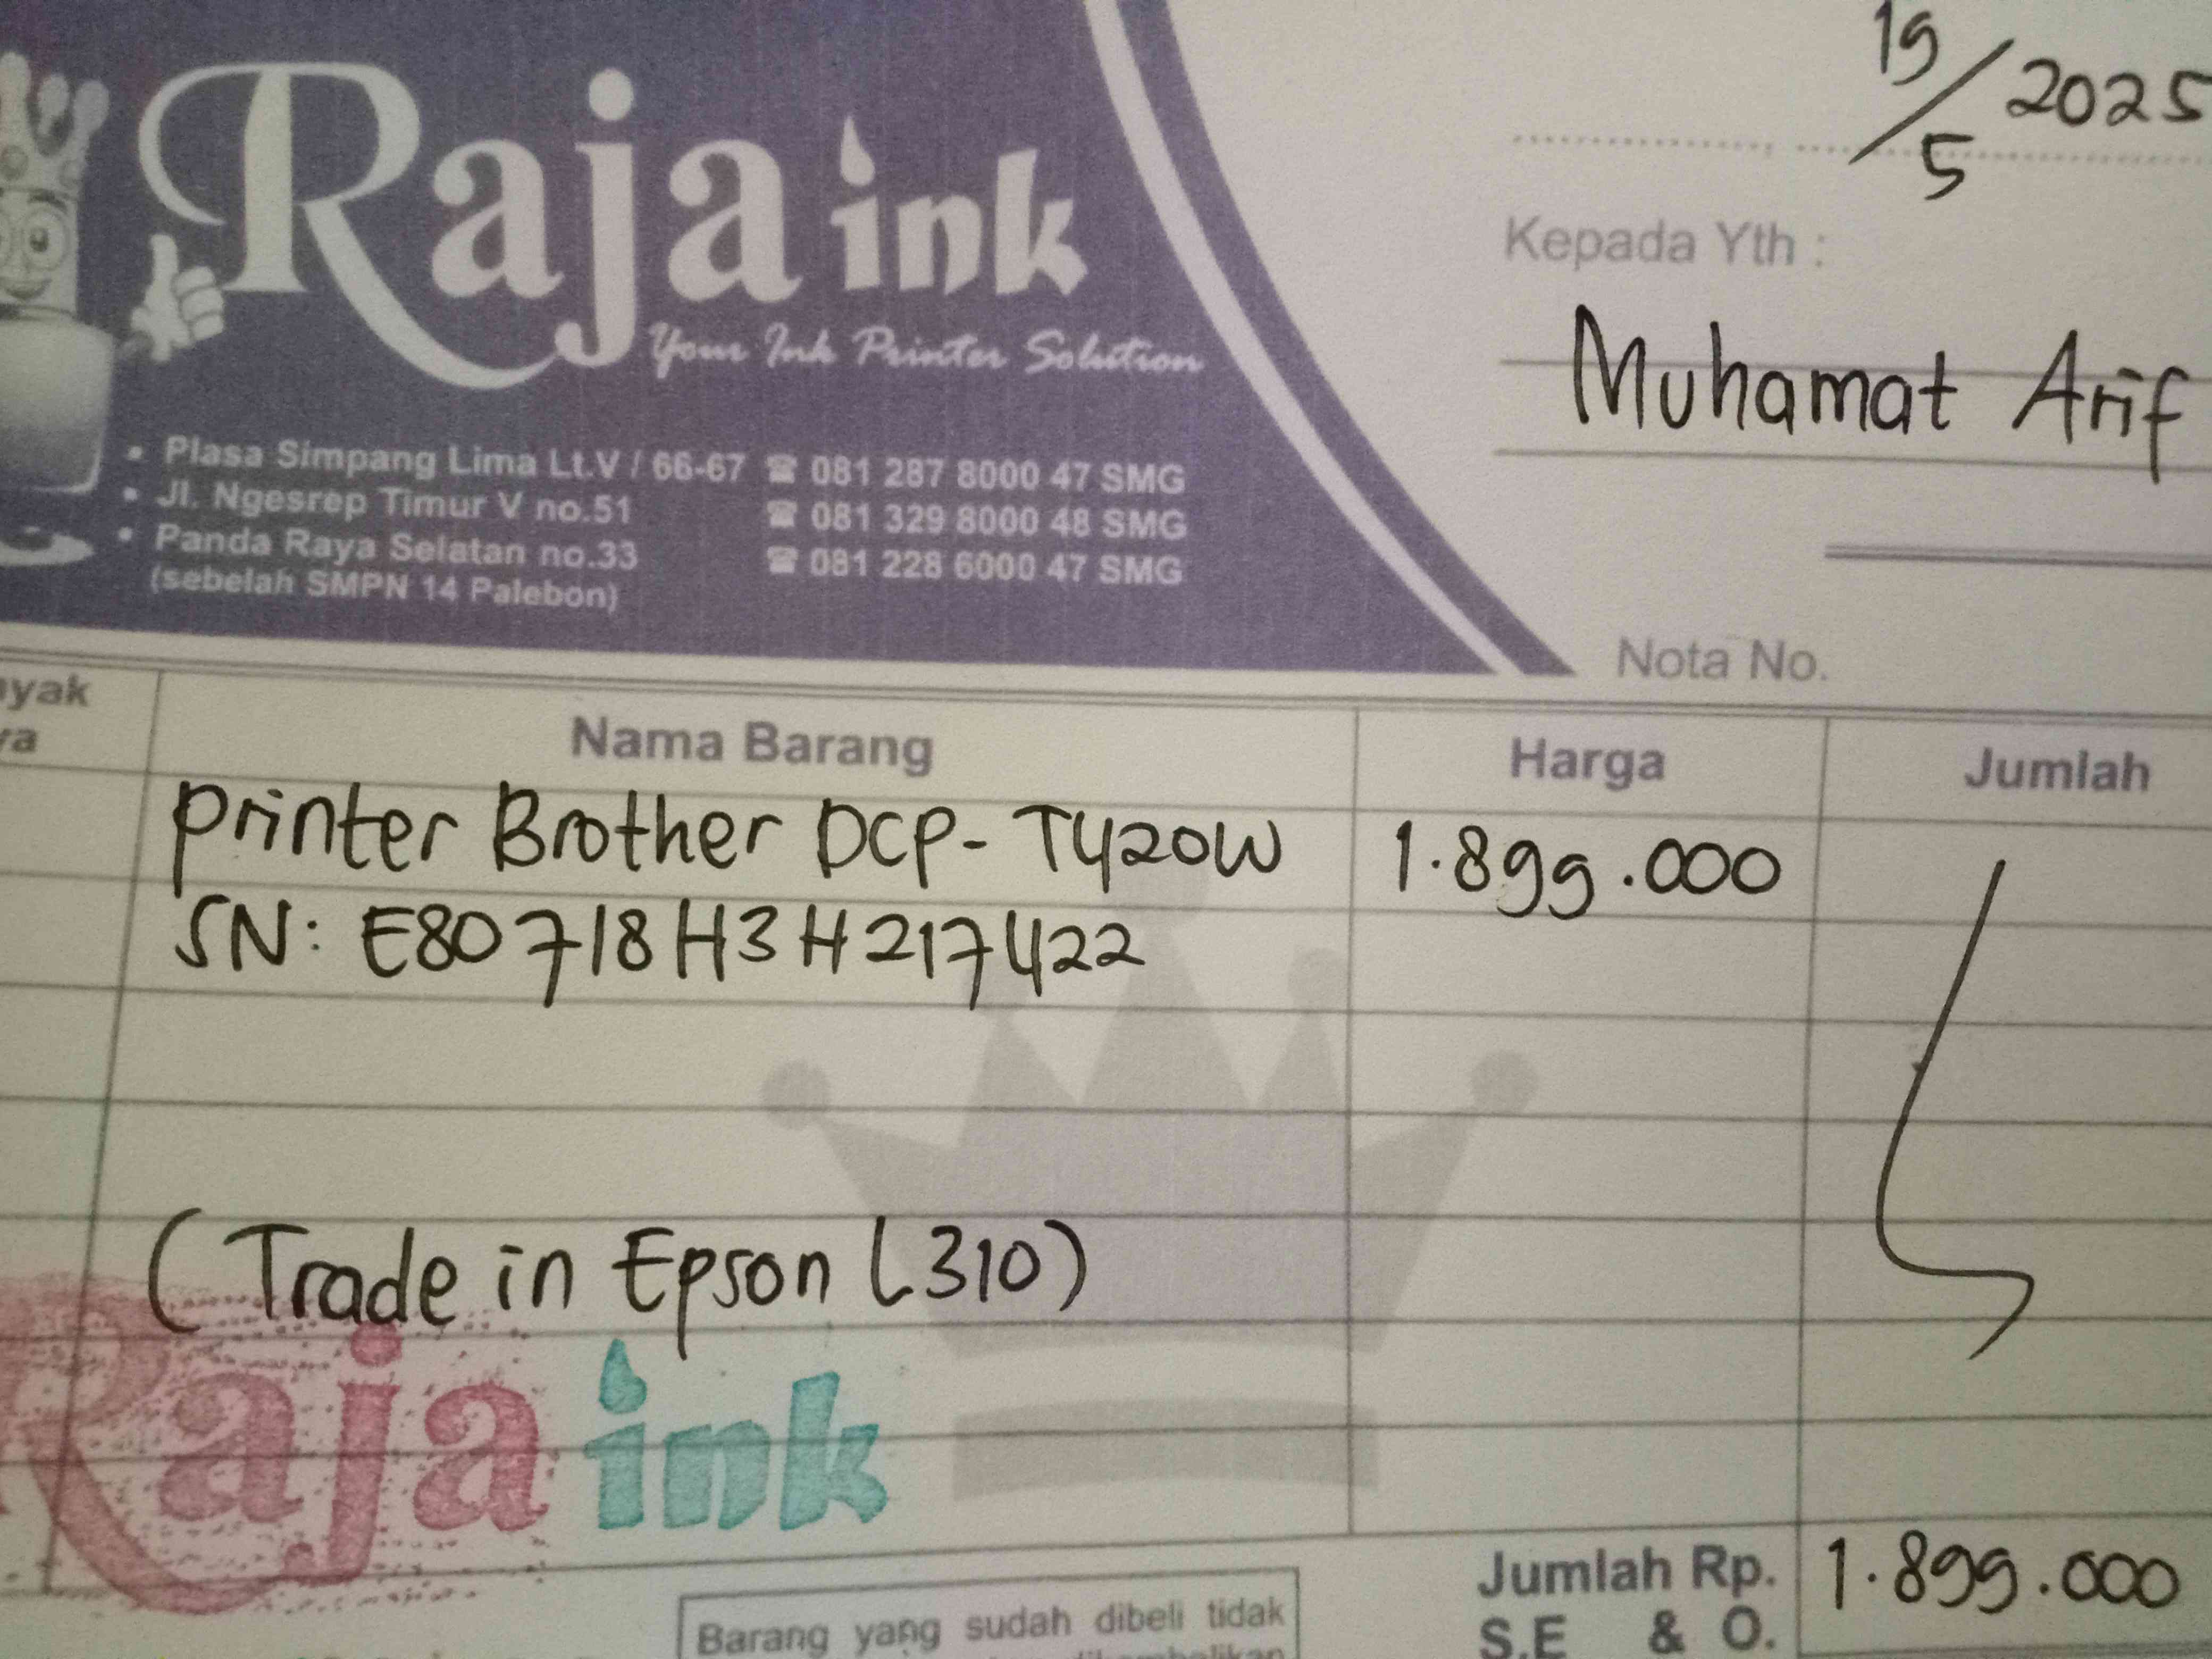 Raja ink
Your Ink Printer Solution
• Plasa Simpang Lima Lt.V / 66-67 ☎ 081 287 8000 47 SMG
• Jl. Ngesrep Timur V no.51 ☎ 081 329 8000 48 SMG
• Panda Raya Selatan no.33 ☎ 081 228 6000 47 SMG
(sebelah SMPN 14 Palebon)
19/5 2025
Kepada Yth :
Muhamat Arif
Nota No.
Nama Barang Harga Jumlah
Printer Brother DCP-T420W 1.899.000
SN: E80718H3H217422
(Trade in Epson L310)
Raja ink
Jumlah Rp. 1.899.000
S.E & O.
Barang yang sudah dibeli tidak